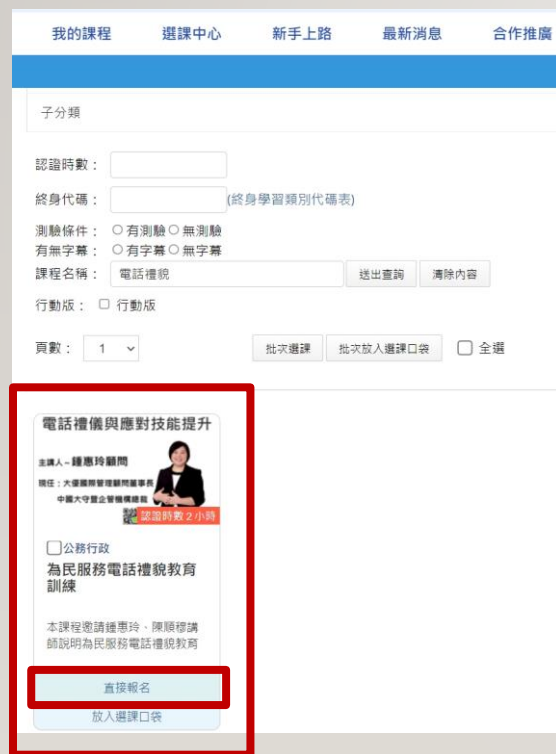 我的課程 選課中心 新手上路 最新消息 合作推廣
子分類
認證時數：
終身代碼： (終身學習類別代碼表)
測驗條件： 有測驗 無測驗
有無字幕： 有字幕 無字幕
課程名稱： 電話禮貌 送出查詢 清除內容
行動版： 行動版
頁數： 1 批次選課 批次放入選課口袋 全選
電話禮儀與應對技能提升
主講人－鍾惠玲顧問
現任：大優國際管理顧問董事長
中國大守豐企管機構總裁
認證時數2小時
公務行政
為民服務電話禮貌教育
訓練
本課程邀請鍾惠玲、陳順穆講
師說明為民服務電話禮貌教育
直接報名
放入選課口袋